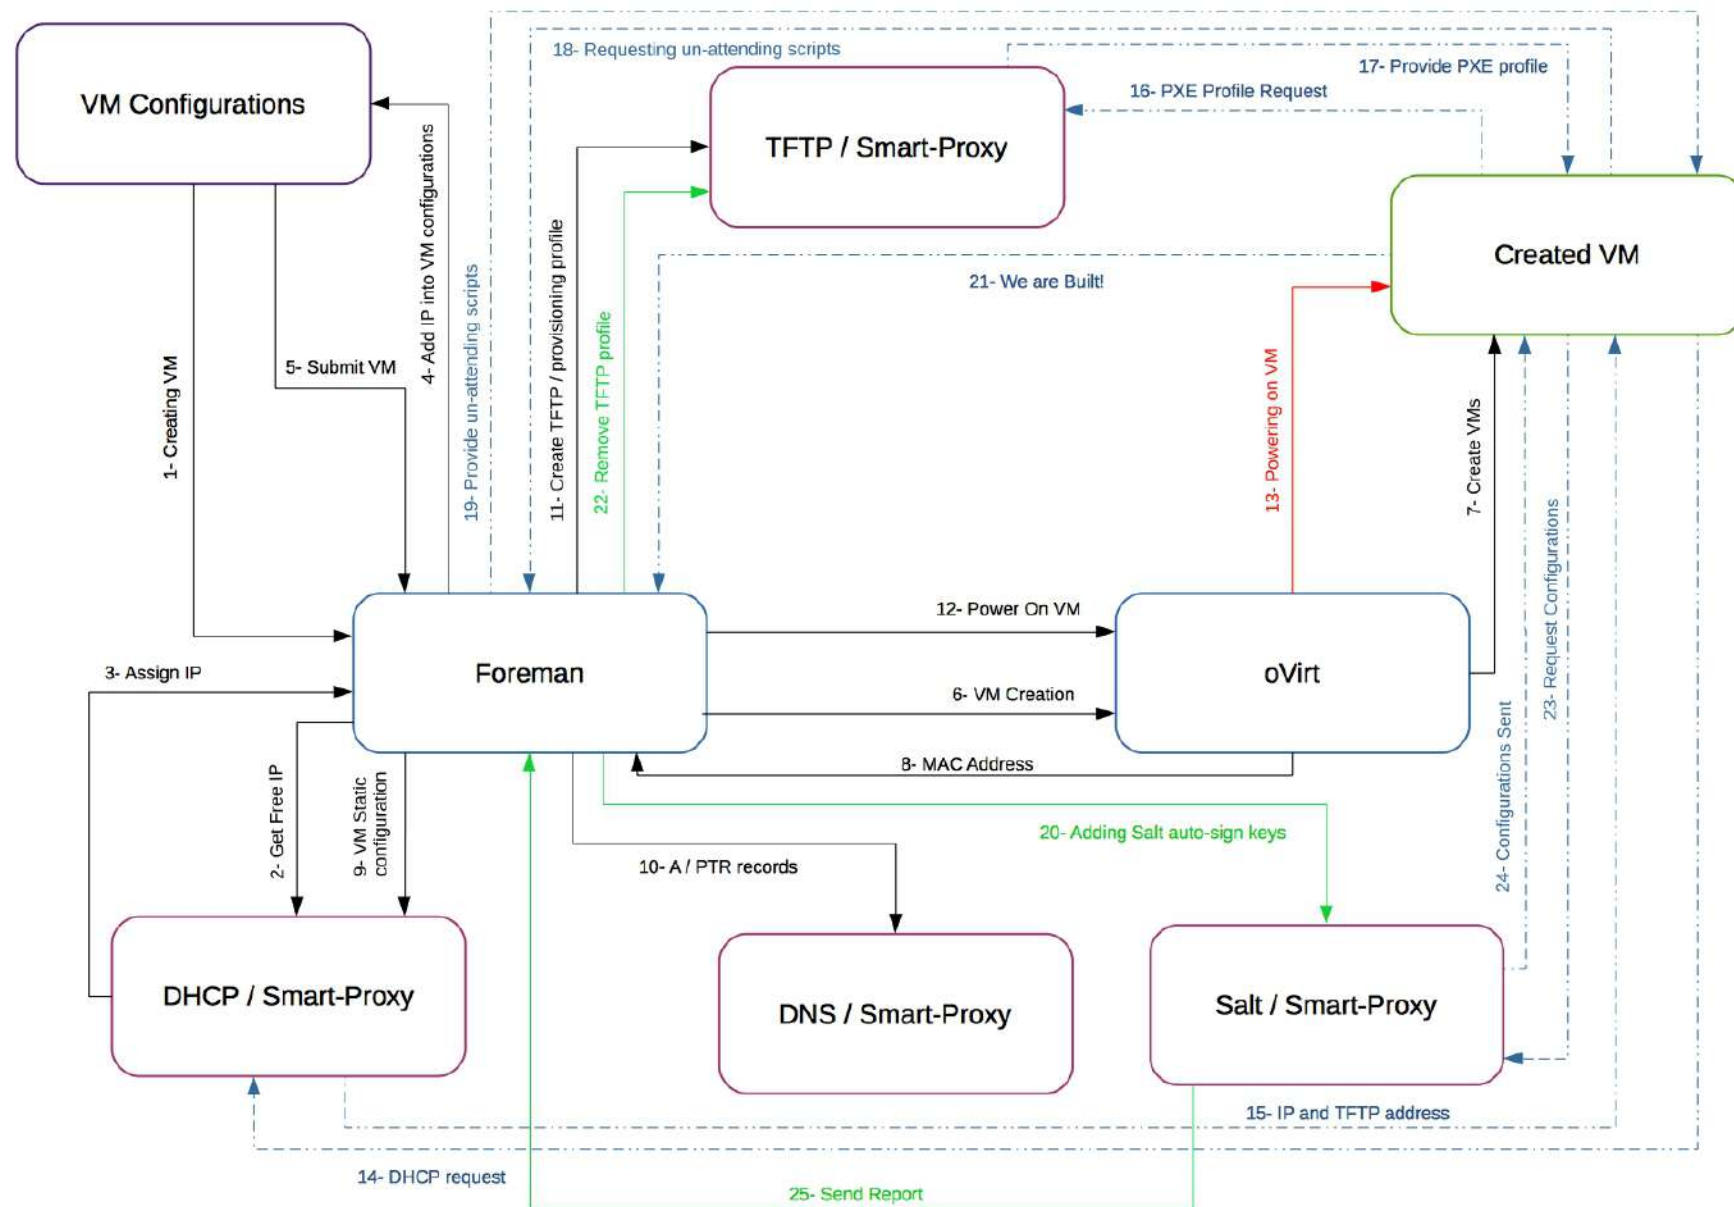 18- Requesting un-attending scripts
17- Provide PXE profile
16- PXE Profile Request
VM Configurations
TFTP / Smart-Proxy
Created VM
4- Add IP into VM configurations
19- Provide un-attending scripts
11- Create TFTP / provisioning profile
22- Remove TFTP profile
21- We are Built!
1- Creating VM
5- Submit VM
13- Powering on VM
7- Create VMs
23- Request Configurations
24- Configurations Sent
12- Power On VM
3- Assign IP
Foreman
oVirt
6- VM Creation
8- MAC Address
2- Get Free IP
9- VM Static
configuration
20- Adding Salt auto-sign keys
10- A / PTR records
DHCP / Smart-Proxy
DNS / Smart-Proxy
Salt / Smart-Proxy
15- IP and TFTP address
14- DHCP request
25- Send Report